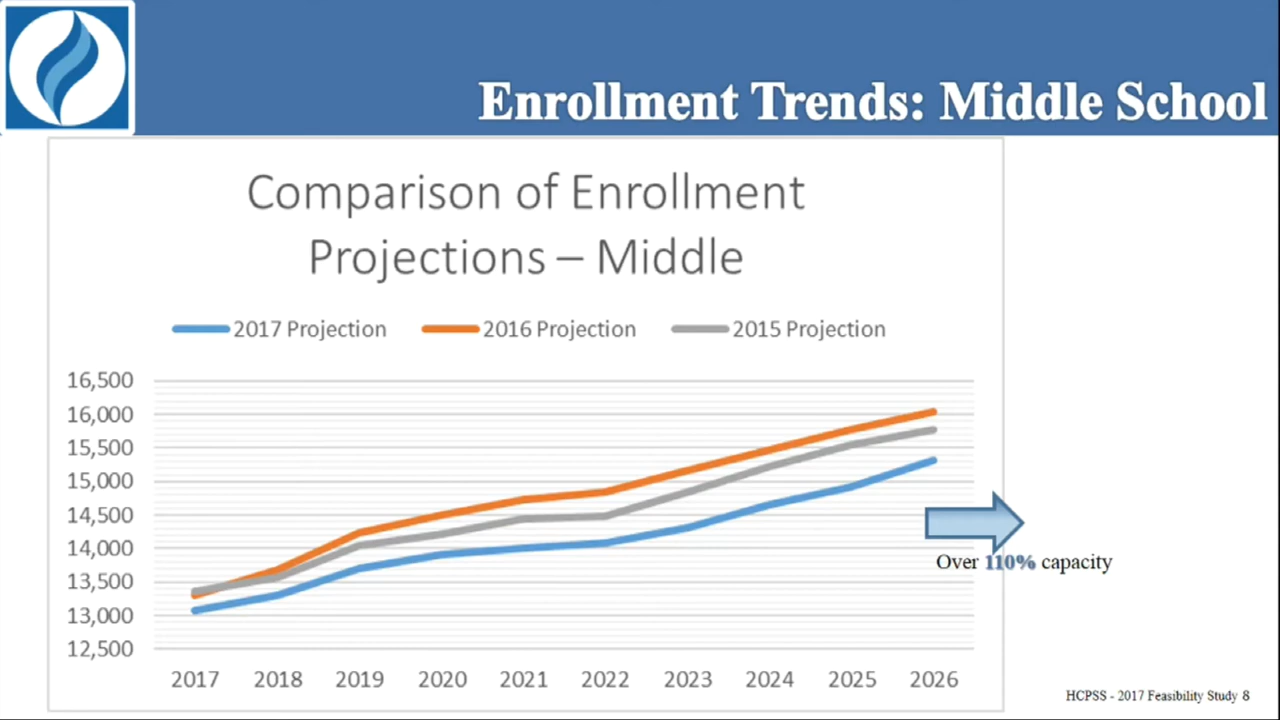 Enrollment Trends: Middle School
Comparison of Enrollment
Projections – Middle
2017 Projection 2016 Projection 2015 Projection
16,500
16,000
15,500
15,000
14,500
14,000
13,500
13,000
12,500
2017 2018 2019 2020 2021 2022 2023 2024 2025 2026
Over 110% capacity
HCPSS - 2017 Feasibility Study 8